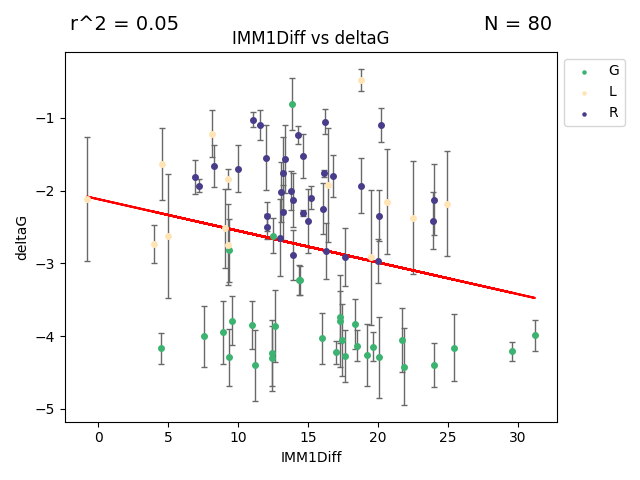 r^2 = 0.05
N = 80
IMM1Diff vs deltaG
G
L
R
−1
−2
−3
−4
−5
deltaG
0
5
10
15
20
25
30
IMM1Diff